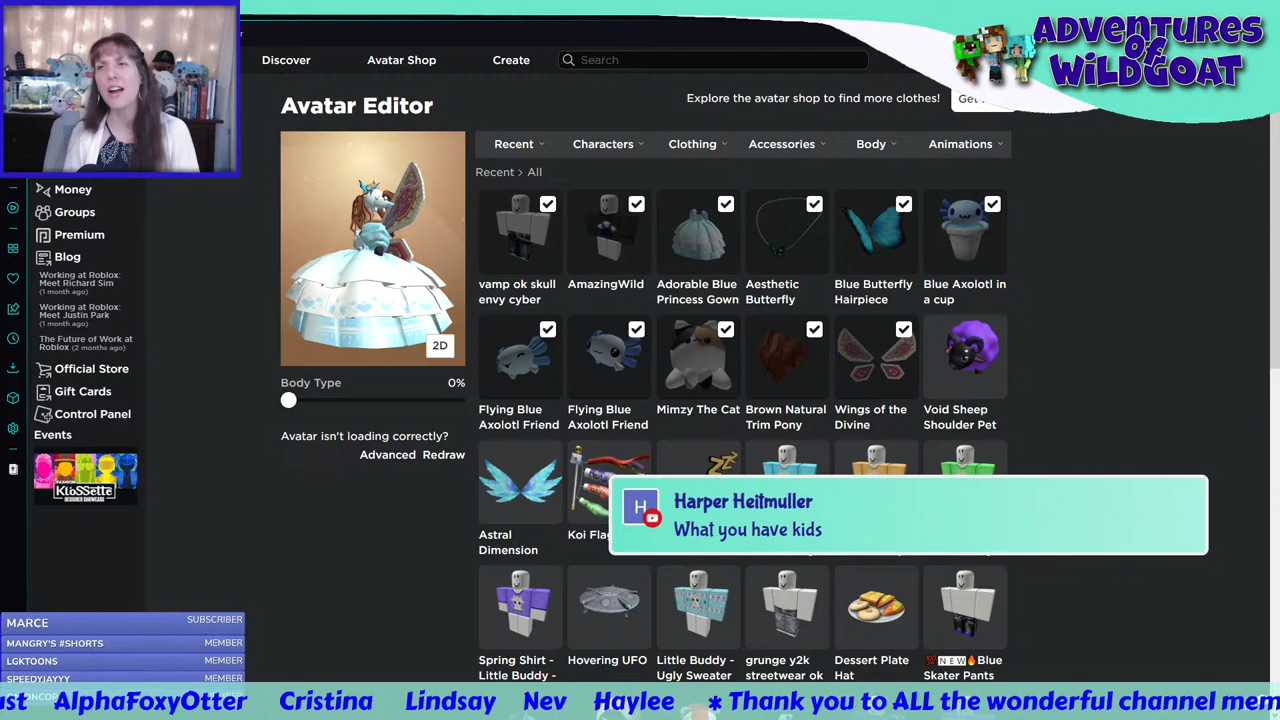 Discover
Avatar Shop
Create
Search
ADVENTURES
OF
WILDGOAT
Avatar Editor
Explore the avatar shop to find more clothes!
Get
Recent
Characters
Clothing
Accessories
Body
Animations
Recent > All
Money
Groups
Premium
Blog
Working at Roblox:
Meet Richard Sim
(1 month ago)
Working at Roblox:
Meet Justin Park
(1 month ago)
The Future of Work at
Roblox (2 months ago)
Official Store
Gift Cards
Control Panel
Events
KLOSSETTE
DESIGNER SHOWCASE
2D
Body Type
0%
Avatar isn't loading correctly?
Advanced
Redraw
vamp ok skull
envy cyber
AmazingWild
Adorable Blue
Princess Gown
Aesthetic
Butterfly
Blue Butterfly
Hairpiece
Blue Axolotl in
a cup
Flying Blue
Axolotl Friend
Flying Blue
Axolotl Friend
Mimzy The Cat
Brown Natural
Trim Pony
Wings of the
Divine
Void Sheep
Shoulder Pet
Astral
Dimension
Koi Flag
H
Harper Heitmuller
What you have kids
Spring Shirt -
Little Buddy -
Hovering UFO
Little Buddy -
Ugly Sweater
grunge y2k
streetwear ok
Dessert Plate
Hat
💯🅽🅴🆆🔥Blue
Skater Pants
MARCE
SUBSCRIBER
MANGRY'S #SHORTS
MEMBER
LGKTOONS
MEMBER
SPEEDYJAYYY
MEMBER
MEMBER
ust AlphaFoxyOtter Cristina Lindsay Nev Haylee * Thank you to ALL the wonderful channel mem